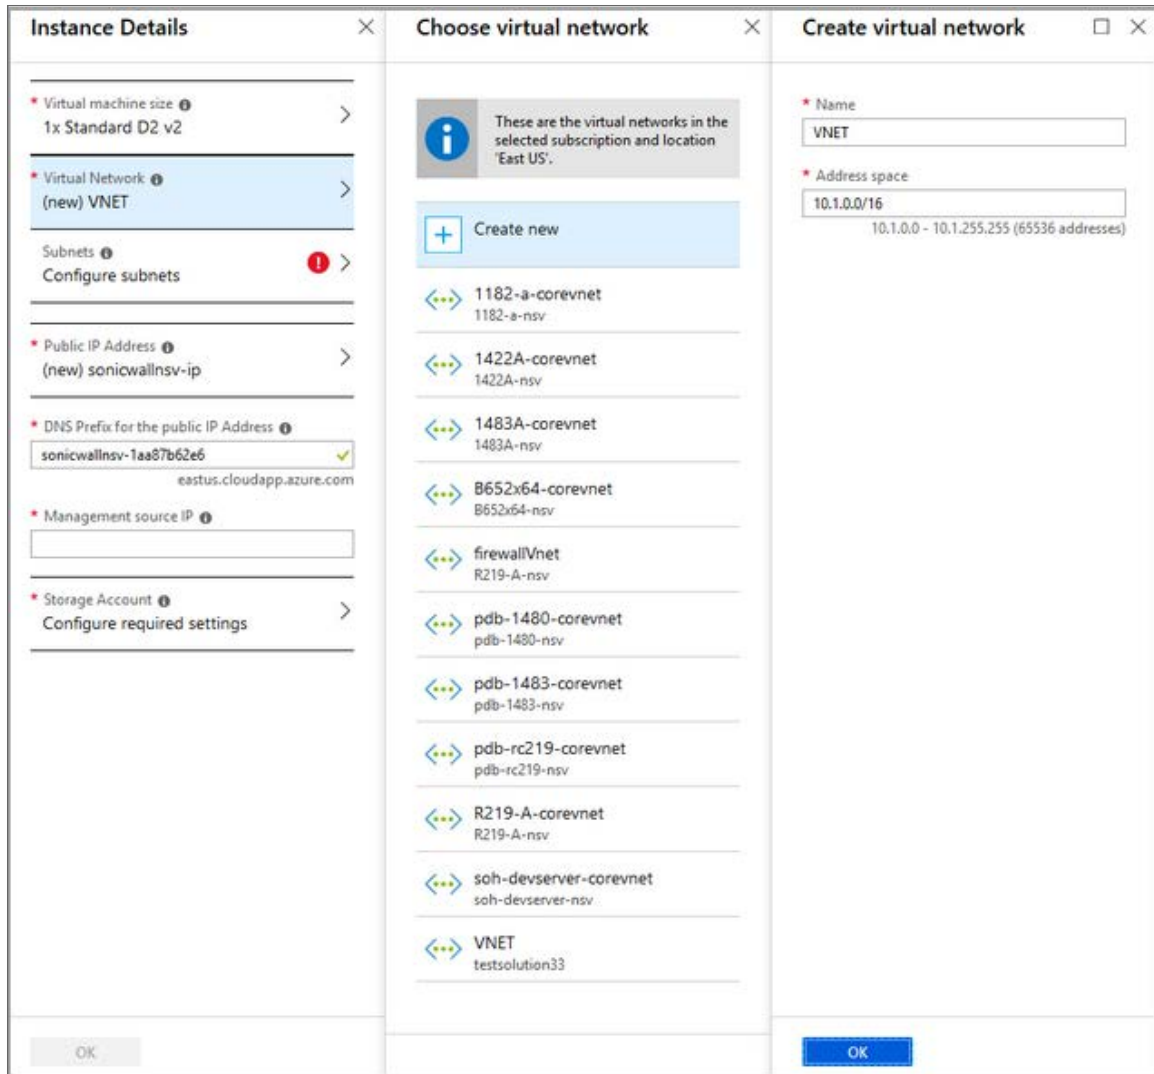 Instance Details
* Virtual machine size
1x Standard D2 v2
* Virtual Network
(new) VNET
Subnets
Configure subnets
* Public IP Address
(new) sonicwallnsv-ip
* DNS Prefix for the public IP Address
sonicwallnsv-1aa87b62e6
eastus.cloudapp.azure.com
* Management source IP
* Storage Account
Configure required settings
OK
Choose virtual network
These are the virtual networks in the
selected subscription and location
'East US'.
Create new
1182-a-corevnet
1182-a-nsv
1422A-corevnet
1422A-nsv
1483A-corevnet
1483A-nsv
B652x64-corevnet
B652x64-nsv
firewallVnet
R219-A-nsv
pdb-1480-corevnet
pdb-1480-nsv
pdb-1483-corevnet
pdb-1483-nsv
pdb-rc219-corevnet
pdb-rc219-nsv
R219-A-corevnet
R219-A-nsv
soh-devserver-corevnet
soh-devserver-nsv
VNET
testsolution33
Create virtual network
* Name
VNET
* Address space
10.1.0.0/16
10.1.0.0 - 10.1.255.255 (65536 addresses)
OK